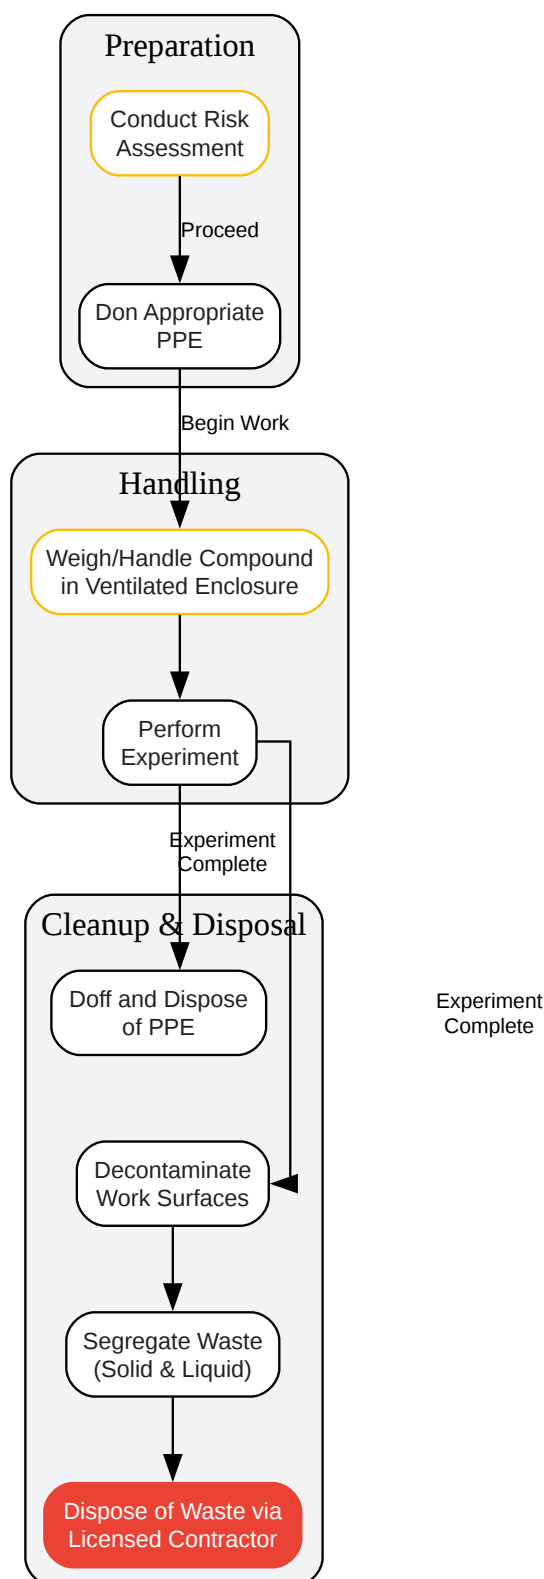 Preparation
Conduct Risk
Assessment
Proceed
Don Appropriate
PPE
Begin Work
Handling
Weigh/Handle Compound
in Ventilated Enclosure
Perform
Experiment
Experiment
Complete
Cleanup & Disposal
Doff and Dispose
of PPE
Experiment
Complete
Decontaminate
Work Surfaces
Segregate Waste
(Solid & Liquid)
Dispose of Waste via
Licensed Contractor